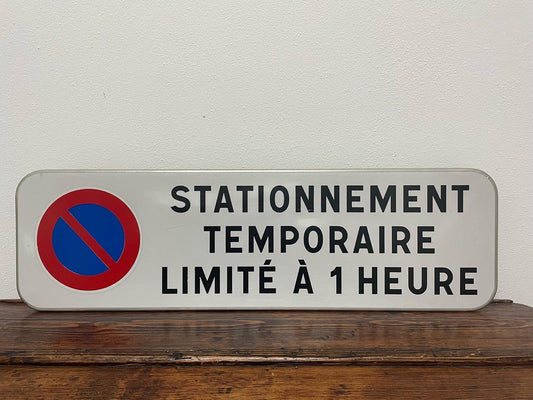 STATIONNEMENT
TEMPORAIRE
LIMITÉ À 1 HEURE